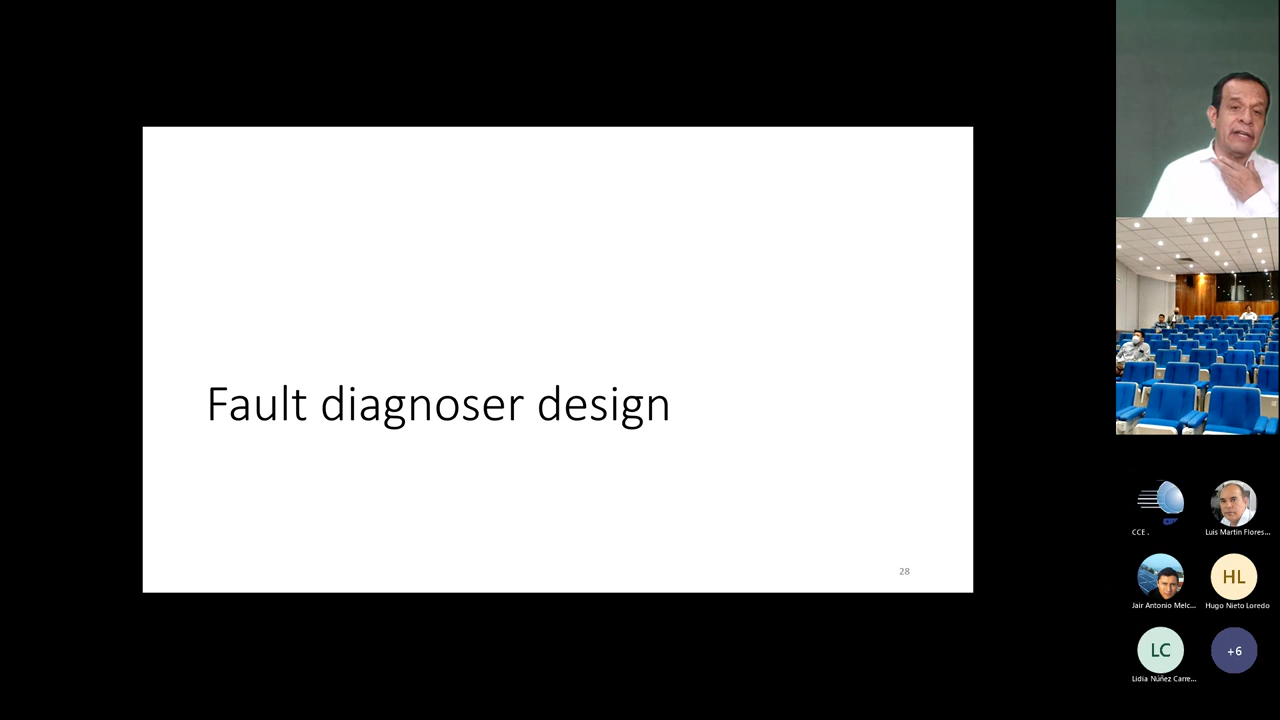 Fault diagnoser design
28
CCE .
Luis Martin Flores...
Jair Antonio Melc...
HL
Hugo Nieto Loredo
LC
Lidia Núñez Carre...
+6